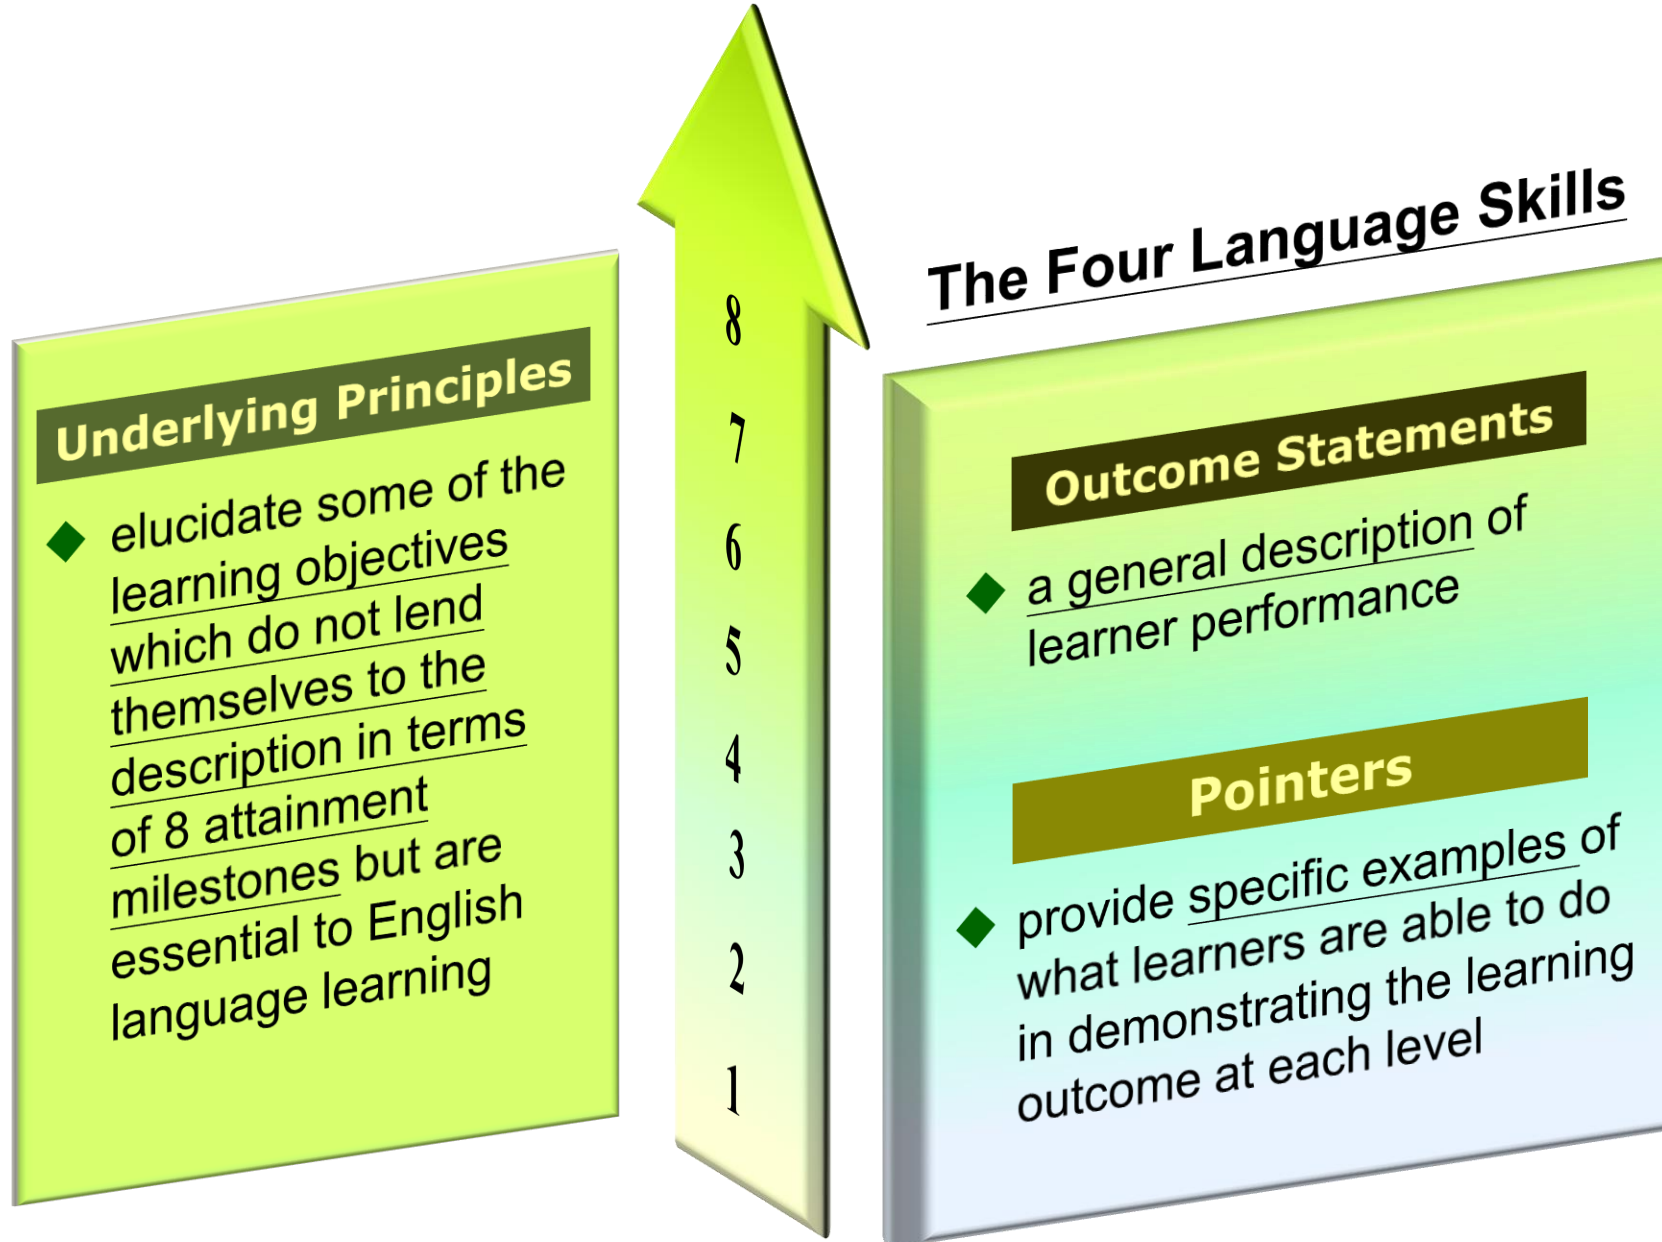 Underlying Principles
elucidate some of the
learning objectives
which do not lend
themselves to the
description in terms
of 8 attainment
milestones but are
essential to English
language learning
8
7
6
5
4
3
2
1
The Four Language Skills
Outcome Statements
a general description of
learner performance
Pointers
provide specific examples of
what learners are able to do
in demonstrating the learning
outcome at each level